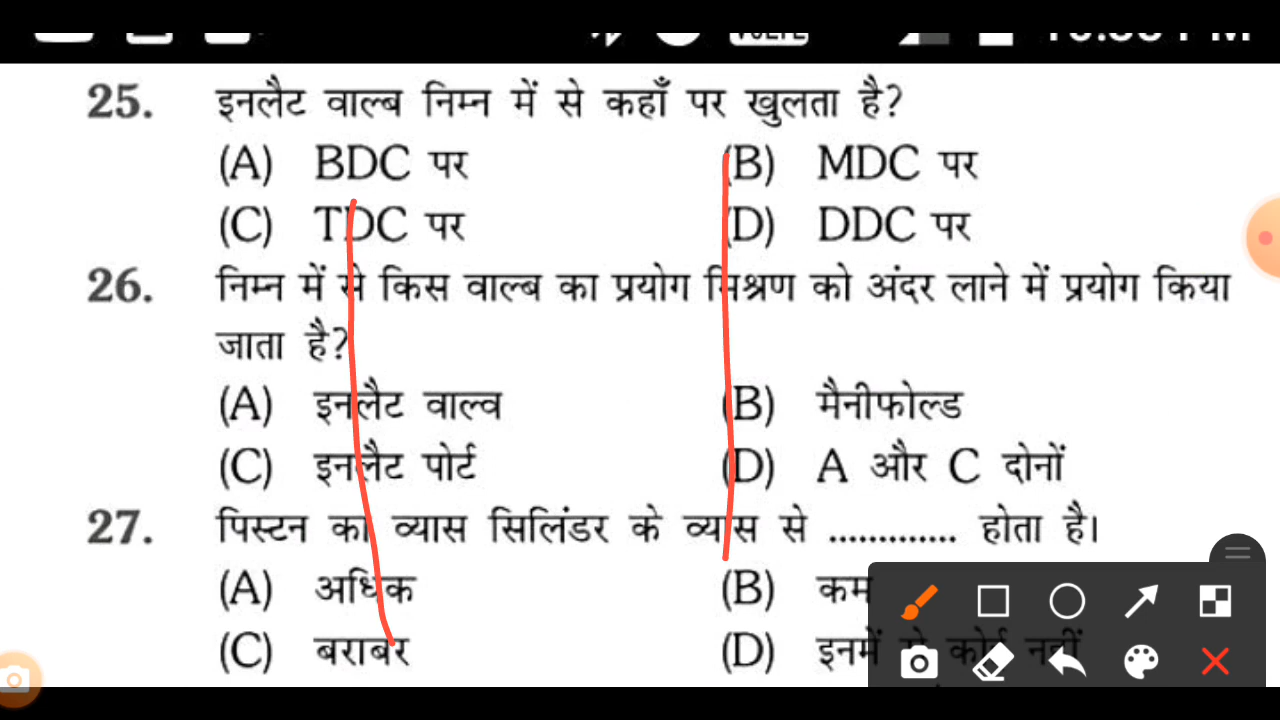 25. इनलैट वाल्ब निम्न में से कहाँ पर खुलता है?
(A) BDC पर (B) MDC पर
(C) TDC पर (D) DDC पर
26. निम्न में से किस वाल्ब का प्रयोग मिश्रण को अंदर लाने में प्रयोग किया
जाता है?
(A) इनलैट वाल्व (B) मैनीफोल्ड
(C) इनलैट पोर्ट (D) A और C दोनों
27. पिस्टन का व्यास सिलिंडर के व्यास से ............. होता है।
(A) अधिक (B) कम
(C) बराबर (D) इनमें से कोई नहीं